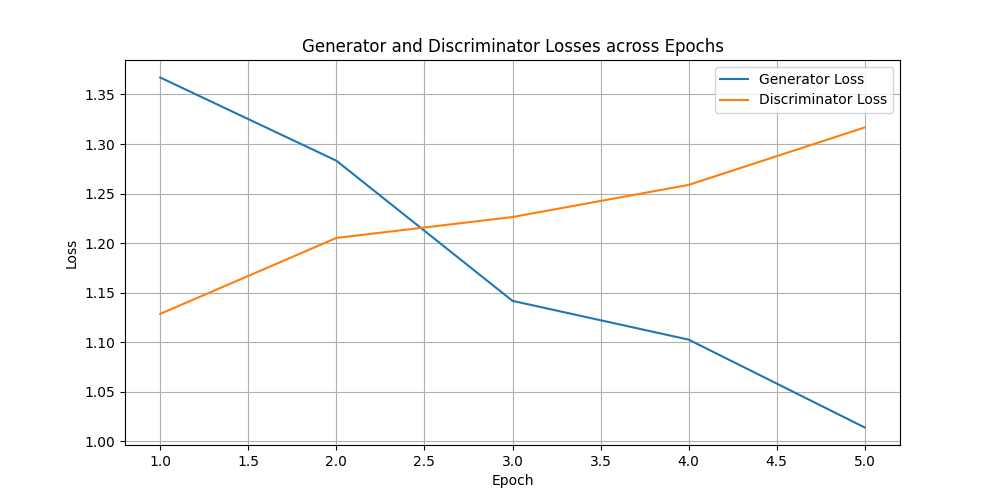 Generator and Discriminator Losses across Epochs
Generator Loss
Discriminator Loss
1.35
1.30
1.25
1.20
1.15
1.10
1.05
1.00
Loss
1.0 1.5 2.0 2.5 3.0 3.5 4.0 4.5 5.0
Epoch